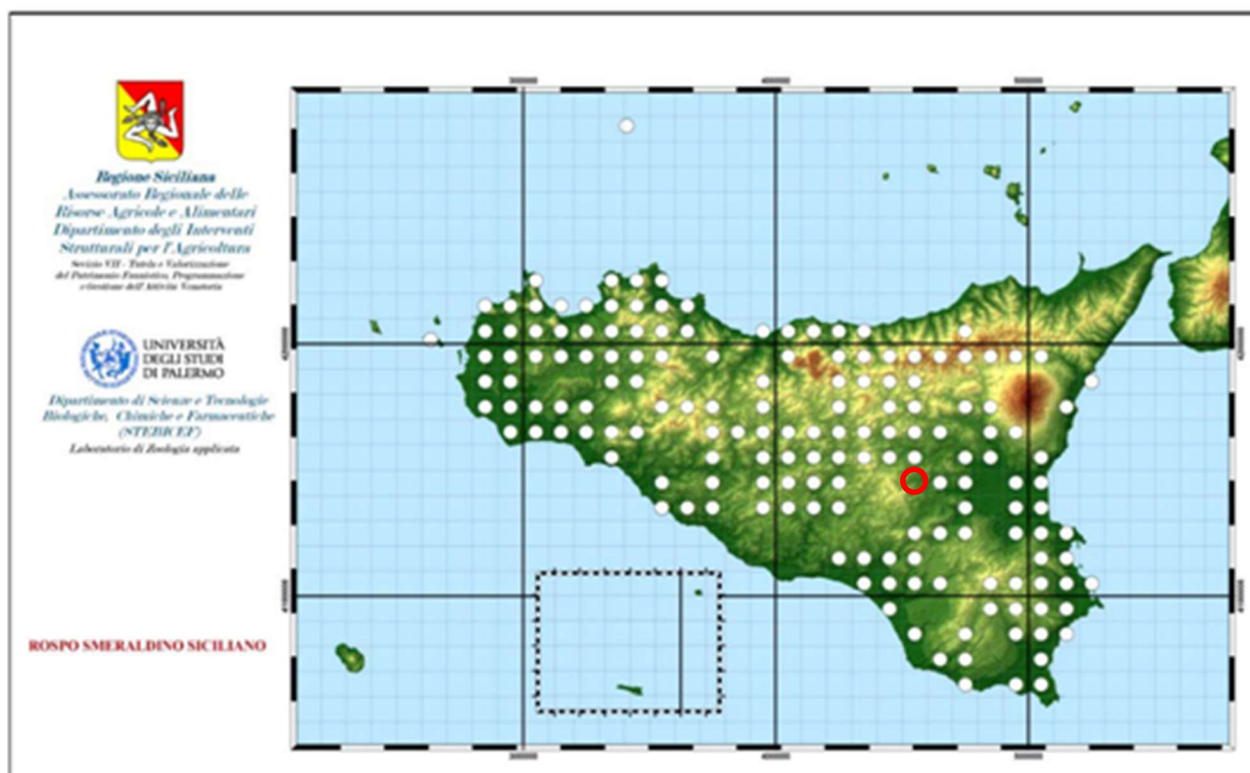 Regione Siciliana
Assessorato Regionale delle
Risorse Agricole e Alimentari
Dipartimento degli Interventi
Strutturali per l'Agricoltura
Servizio VII - Tutela e Valorizzazione
del Patrimonio Faunistico, Programmazione
e Gestione dell'Attività Venatoria
UNIVERSITÀ
DEGLI STUDI
DI PALERMO
Dipartimento di Scienze e Tecnologie
Biologiche, Chimiche e Farmaceutiche
(STEBICEF)
Laboratorio di Zoologia applicata
ROSPO SMERALDINO SICILIANO